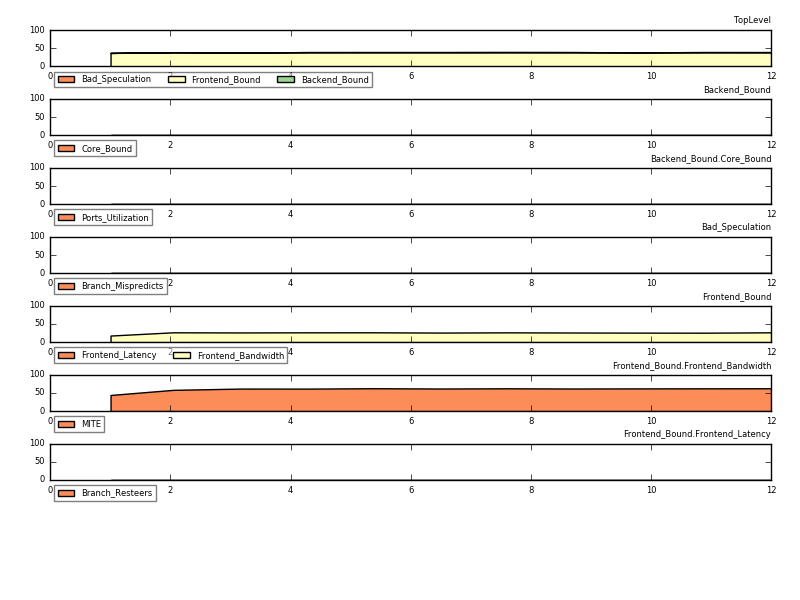 TopLevel
100
50
0
0 2 4 6 8 10 12
Bad_Speculation Frontend_Bound Backend_Bound
Backend_Bound
100
50
0
0 2 4 6 8 10 12
Core_Bound
Backend_Bound.Core_Bound
100
50
0
0 2 4 6 8 10 12
Ports_Utilization
Bad_Speculation
100
50
0
0 2 4 6 8 10 12
Branch_Mispredicts
Frontend_Bound
100
50
0
0 2 4 6 8 10 12
Frontend_Latency Frontend_Bandwidth
Frontend_Bound.Frontend_Bandwidth
100
50
0
0 2 4 6 8 10 12
MITE
Frontend_Bound.Frontend_Latency
100
50
0
0 2 4 6 8 10 12
Branch_Resteers